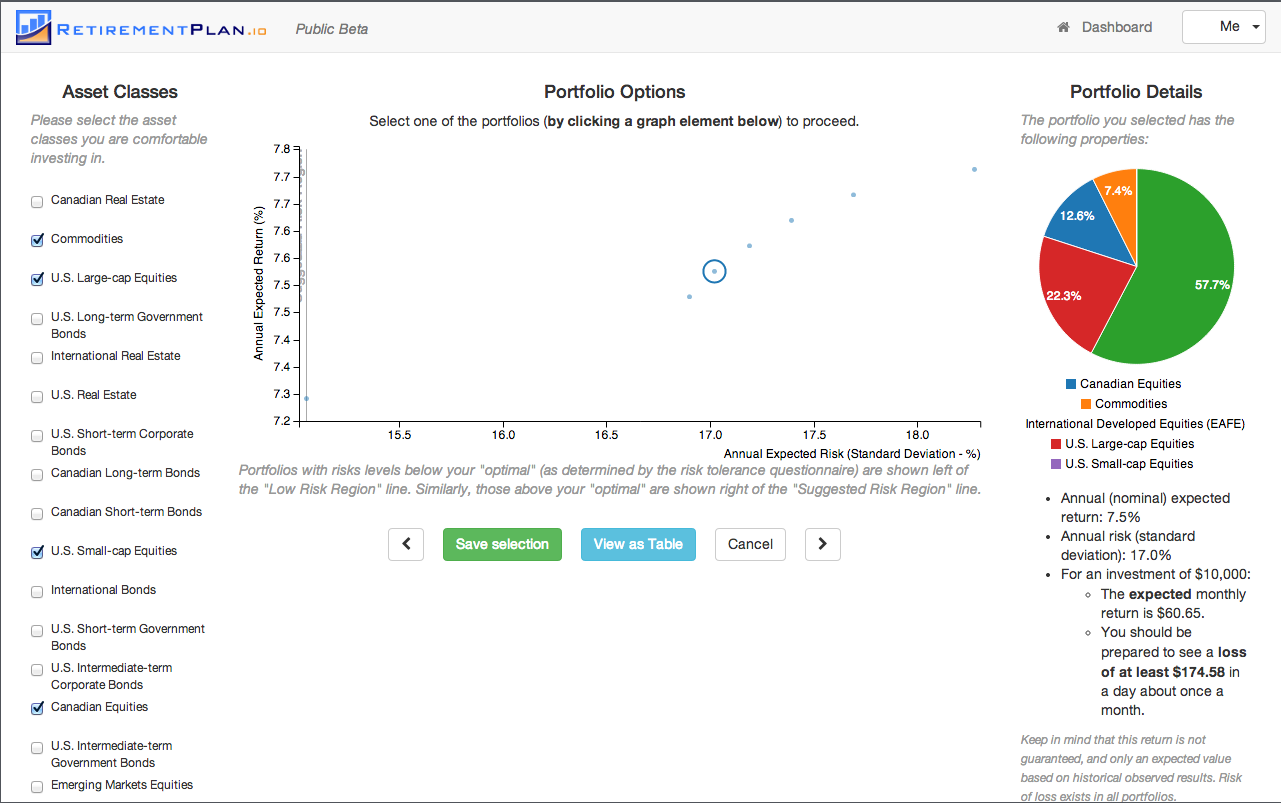 RETIREMENTPLAN.IO
Public Beta
Dashboard
Me
Asset Classes
Please select the asset
classes you are comfortable
investing in.
Canadian Real Estate
Commodities
U.S. Large-cap Equities
U.S. Long-term Government
Bonds
International Real Estate
U.S. Real Estate
U.S. Short-term Corporate
Bonds
Canadian Long-term Bonds
Canadian Short-term Bonds
U.S. Small-cap Equities
International Bonds
U.S. Short-term Government
Bonds
U.S. Intermediate-term
Corporate Bonds
Canadian Equities
U.S. Intermediate-term
Government Bonds
Emerging Markets Equities
Portfolio Options
Select one of the portfolios (by clicking a graph element below) to proceed.
Annual Expected Return (%)
7.8
7.7
7.7
7.6
7.6
7.5
7.5
7.4
7.4
7.3
7.2
15.5
16.0
16.5
17.0
17.5
18.0
Annual Expected Risk (Standard Deviation - %)
Portfolios with risks levels below your "optimal" (as determined by the risk tolerance questionnaire) are shown left of
the "Low Risk Region" line. Similarly, those above your "optimal" are shown right of the "Suggested Risk Region" line.
Save selection
View as Table
Cancel
Portfolio Details
The portfolio you selected has the
following properties:
7.4%
12.6%
57.7%
22.3%
Canadian Equities
Commodities
International Developed Equities (EAFE)
U.S. Large-cap Equities
U.S. Small-cap Equities
Annual (nominal) expected
return: 7.5%
Annual risk (standard
deviation): 17.0%
For an investment of $10,000:
The expected monthly
return is $60.65.
You should be
prepared to see a loss
of at least $174.58 in
a day about once a
month.
Keep in mind that this return is not
guaranteed, and only an expected value
based on historical observed results. Risk
of loss exists in all portfolios.